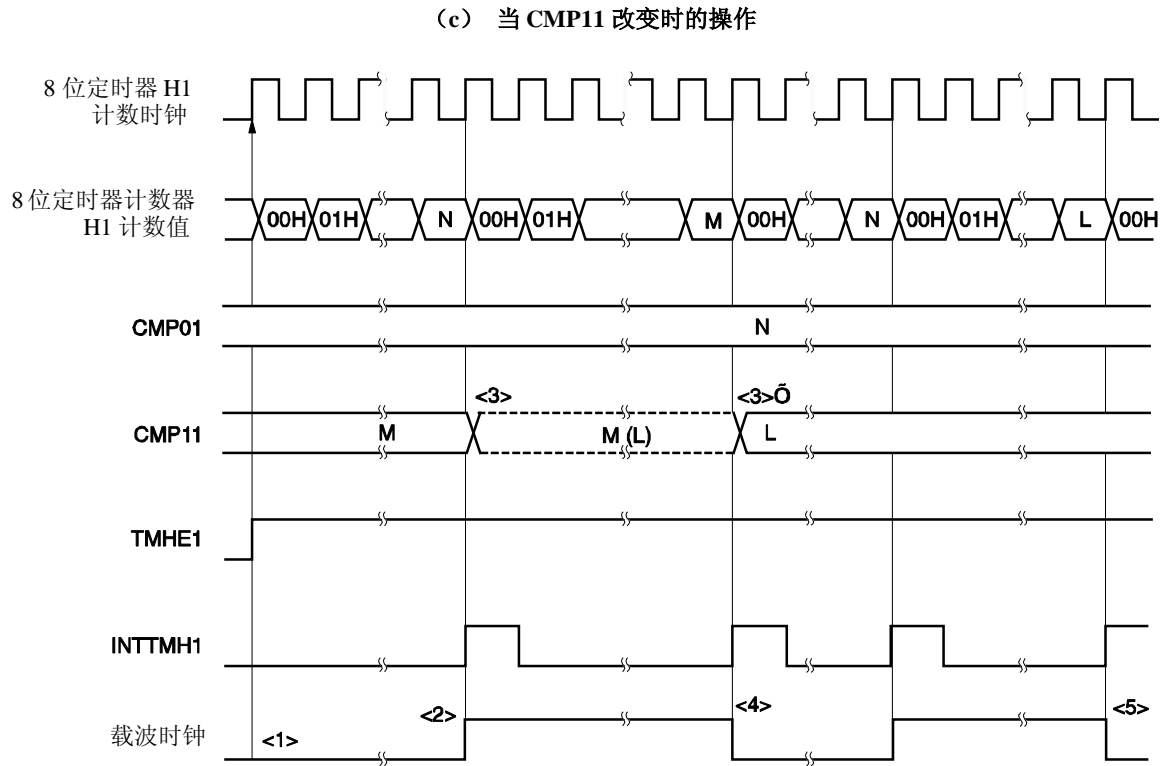 （c） 当 CMP11 改变时的操作
8 位定时器 H1
计数时钟
8 位定时器计数器
H1 计数值
00H 01H N 00H 01H M 00H N 00H 01H L 00H
CMP01
N
<3> <3>Õ
CMP11
M M (L) L
TMHE1
INTTMH1
<2> <4> <5>
载波时钟
<1>